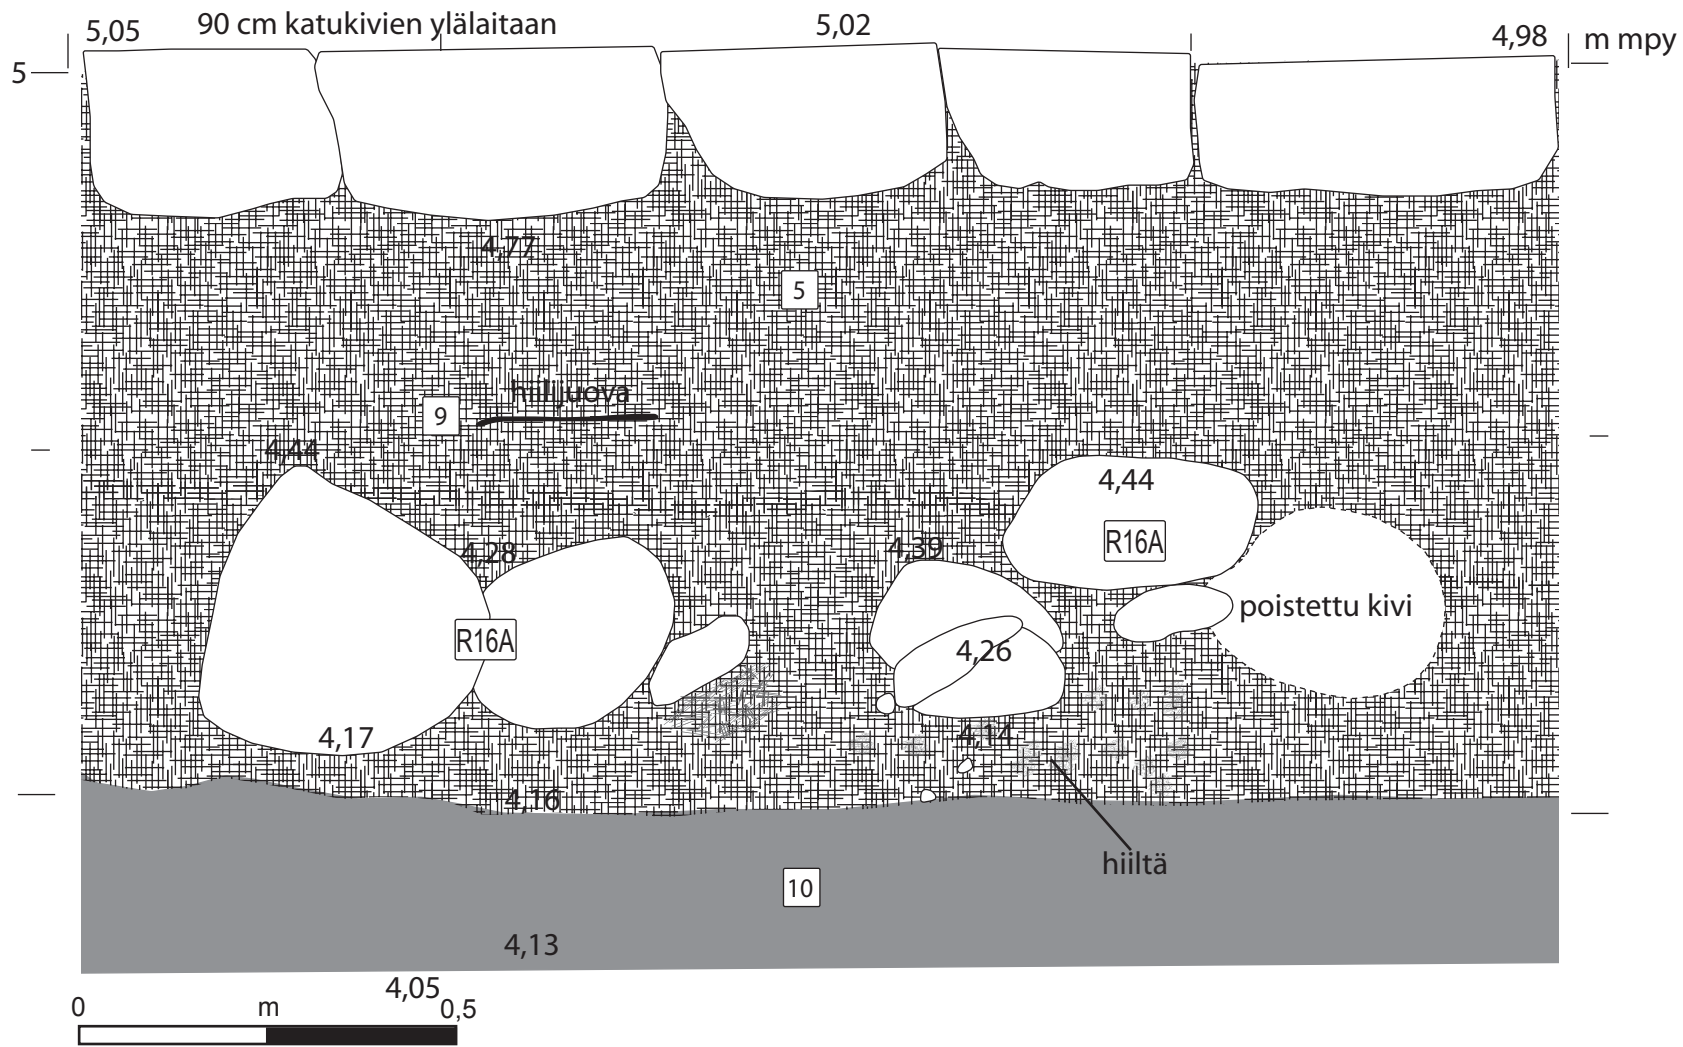 5,05
90 cm katukivien ylälaitaan
5,02
4,98
m mpy
5
4,77
5
hiilijuova
9
4,44
4,44
R16A
4,28
4,39
poistettu kivi
R16A
4,26
4,17
4,14
4,16
hiiltä
10
4,13
4,05
0 m 0,5